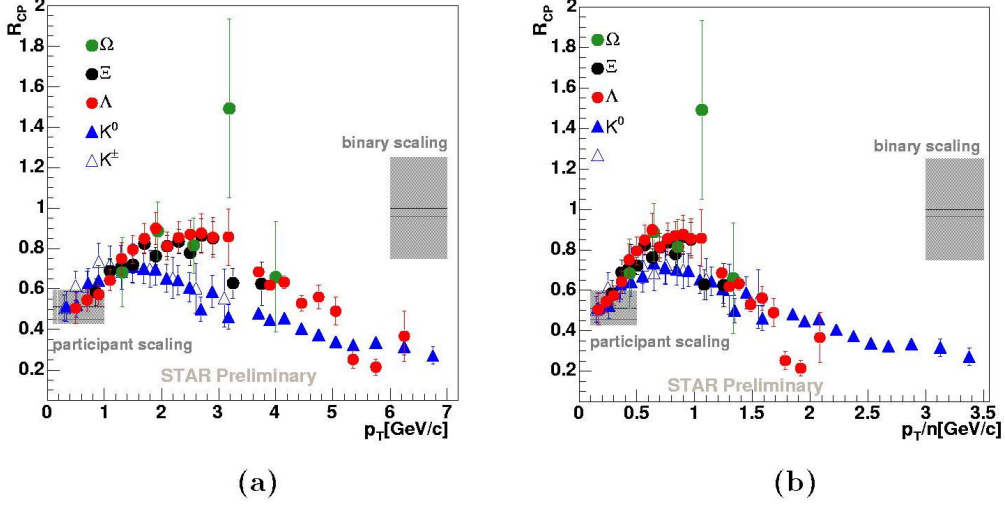 R_CP
2
1.8
1.6
1.4
1.2
1
0.8
0.6
0.4
0.2
Ω
Ξ
Λ
K⁰
K±
binary scaling
participant scaling
STAR Preliminary
0 1 2 3 4 5 6 7
p_T[GeV/c]
(a)
R_CP
2
1.8
1.6
1.4
1.2
1
0.8
0.6
0.4
0.2
Ω
Ξ
Λ
K⁰
binary scaling
participant scaling
STAR Preliminary
0 0.5 1 1.5 2 2.5 3 3.5
p_T/n[GeV/c]
(b)